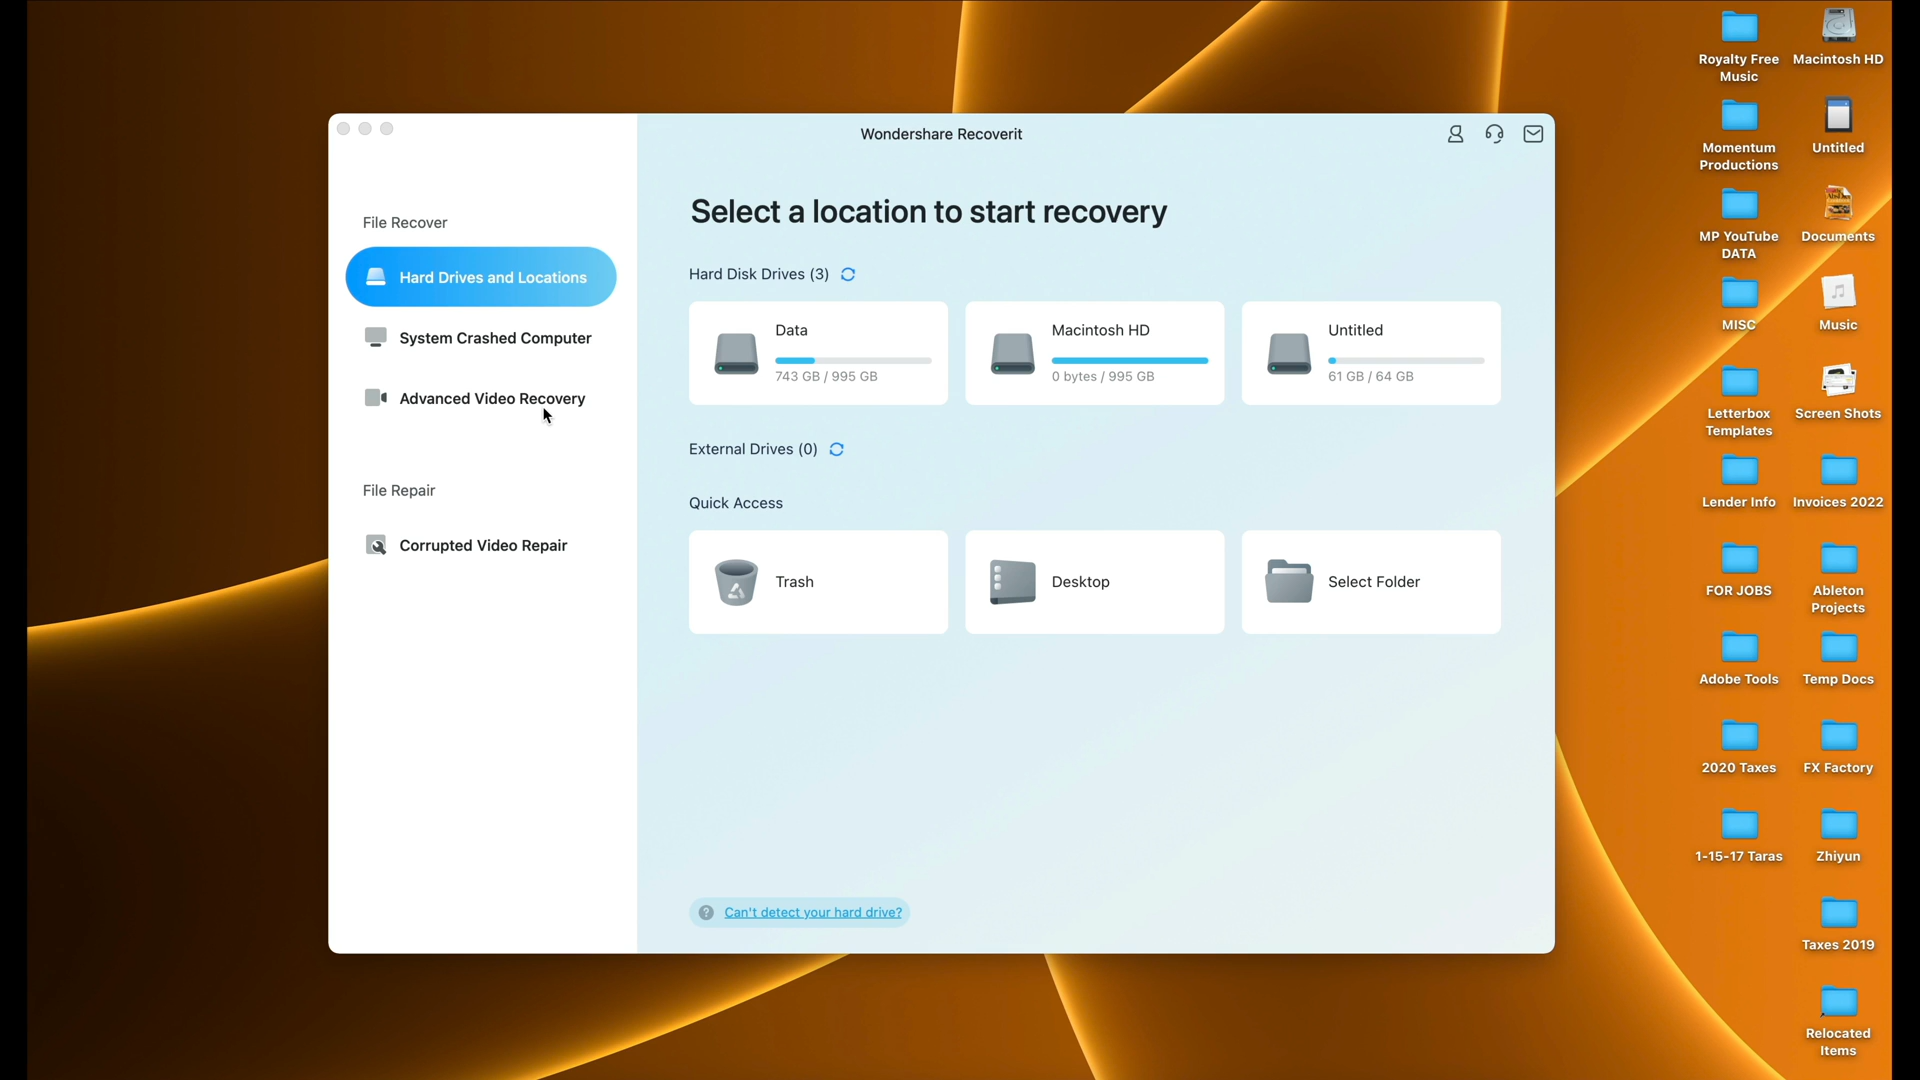 Wondershare Recoverit
File Recover
Hard Drives and Locations
System Crashed Computer
Advanced Video Recovery
File Repair
Corrupted Video Repair
Select a location to start recovery
Hard Disk Drives (3)
Data
743 GB / 995 GB
Macintosh HD
0 bytes / 995 GB
Untitled
61 GB / 64 GB
External Drives (0)
Quick Access
Trash
Desktop
Select Folder
? Can't detect your hard drive?
Royalty Free
Music
Macintosh HD
Momentum
Productions
Untitled
MP YouTube
DATA
Documents
MISC
Music
Letterbox
Templates
Screen Shots
Lender Info
Invoices 2022
FOR JOBS
Ableton
Projects
Adobe Tools
Temp Docs
2020 Taxes
FX Factory
1-15-17 Taras
Zhiyun
Taxes 2019
Relocated
Items